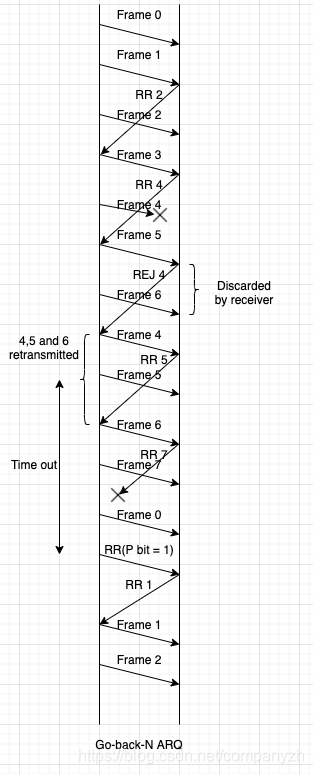 Frame 0
Frame 1
RR 2
Frame 2
Frame 3
RR 4
Frame 4
Frame 5
REJ 4
Frame 6
Discarded
by receiver
Frame 4
4,5 and 6
retransmitted
RR 5
Frame 5
Frame 6
RR 7
Time out
Frame 7
Frame 0
RR(P bit = 1)
RR 1
Frame 1
Frame 2
Go-back-N ARQ
https://blog.csdn.net/companyzh